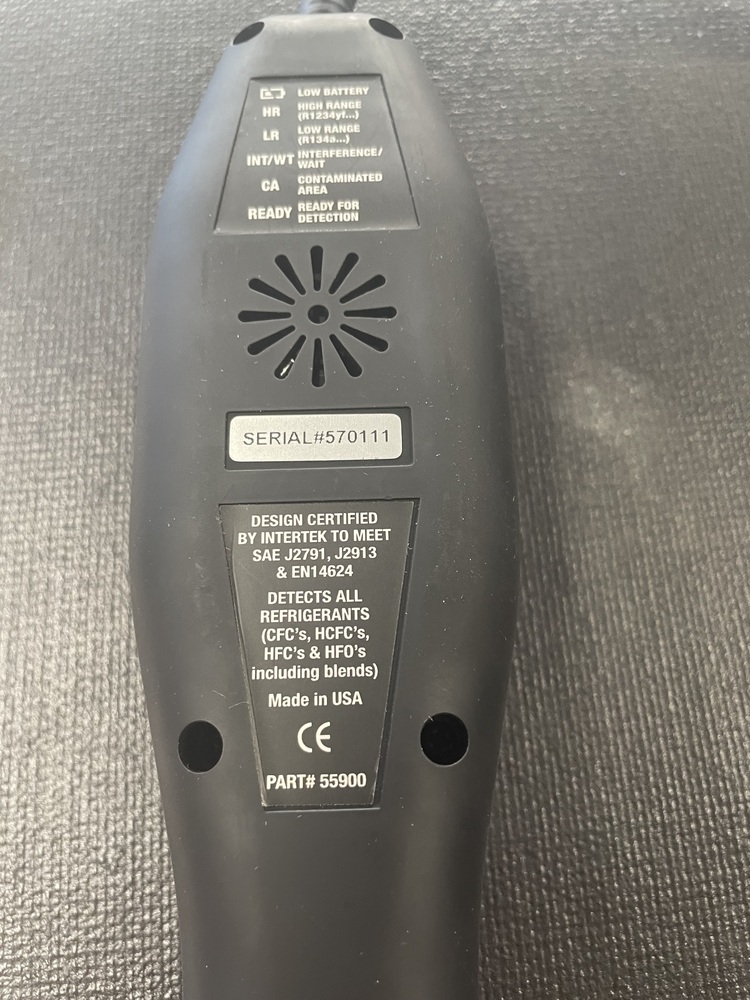 LOW BATTERY
HR HIGH RANGE
(R1234yf...)
LR LOW RANGE
(R134a...)
INT/WT INTERFERENCE/
WAIT
CA CONTAMINATED
AREA
READY READY FOR
DETECTION
SERIAL#570111
DESIGN CERTIFIED
BY INTERTEK TO MEET
SAE J2791, J2913
& EN14624
DETECTS ALL
REFRIGERANTS
(CFC's, HCFC's,
HFC's & HFO's
including blends)
Made in USA
CE
PART# 55900